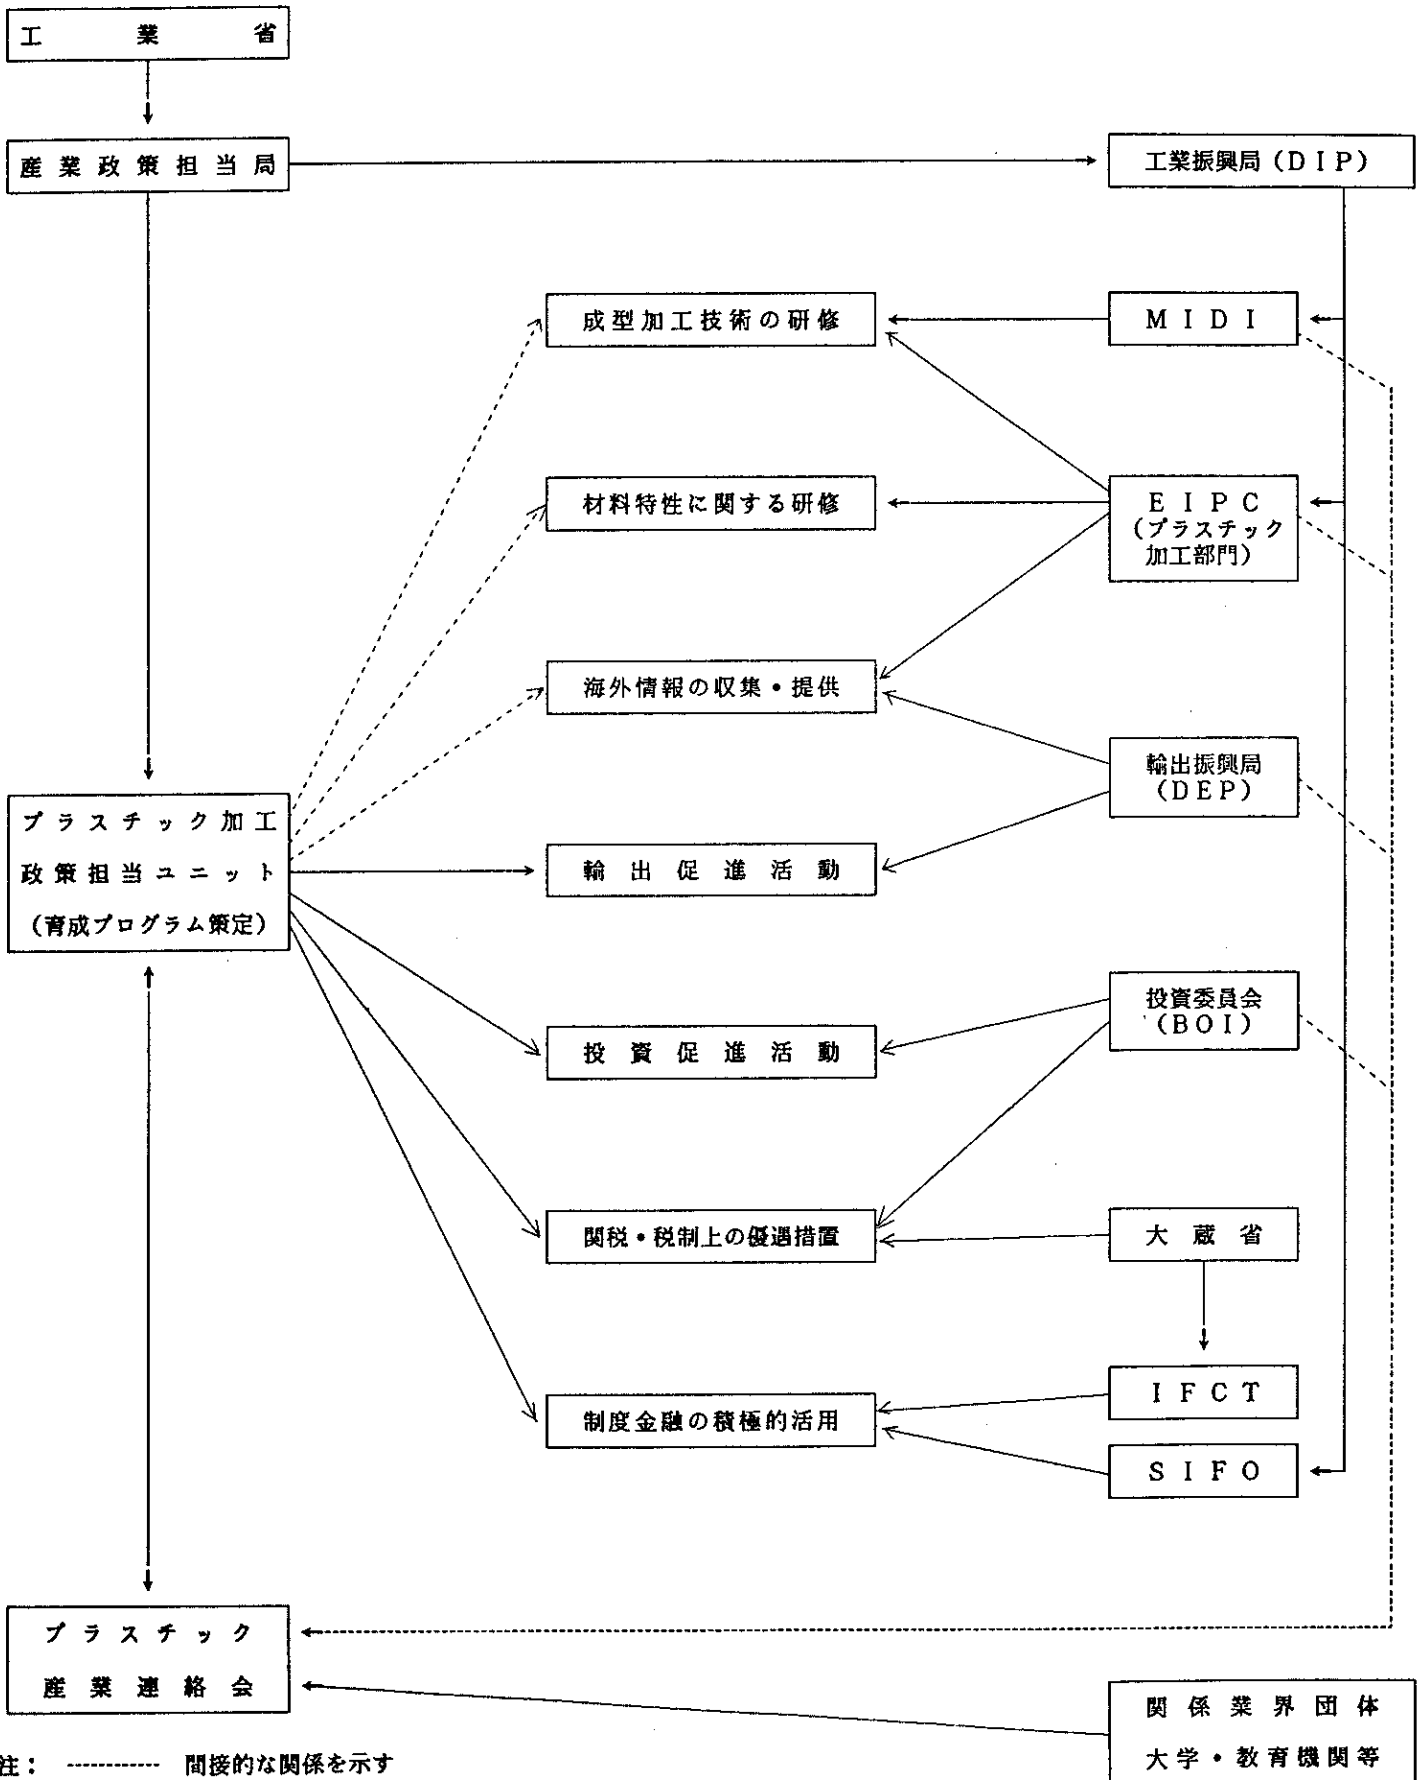 工業省
産業政策担当局
工業振興局(DIP)
成型加工技術の研修
MIDI
材料特性に関する研修
EIPC
(プラスチック
加工部門)
海外情報の収集・提供
輸出振興局
(DEP)
プラスチック加工
政策担当ユニット
(育成プログラム策定)
輸出促進活動
投資委員会
(BOI)
投資促進活動
関税・税制上の優遇措置
大蔵省
IFCT
制度金融の積極的活用
SIFO
プラスチック
産業連絡会
関係業界団体
大学・教育機関等
注: ----------- 間接的な関係を示す